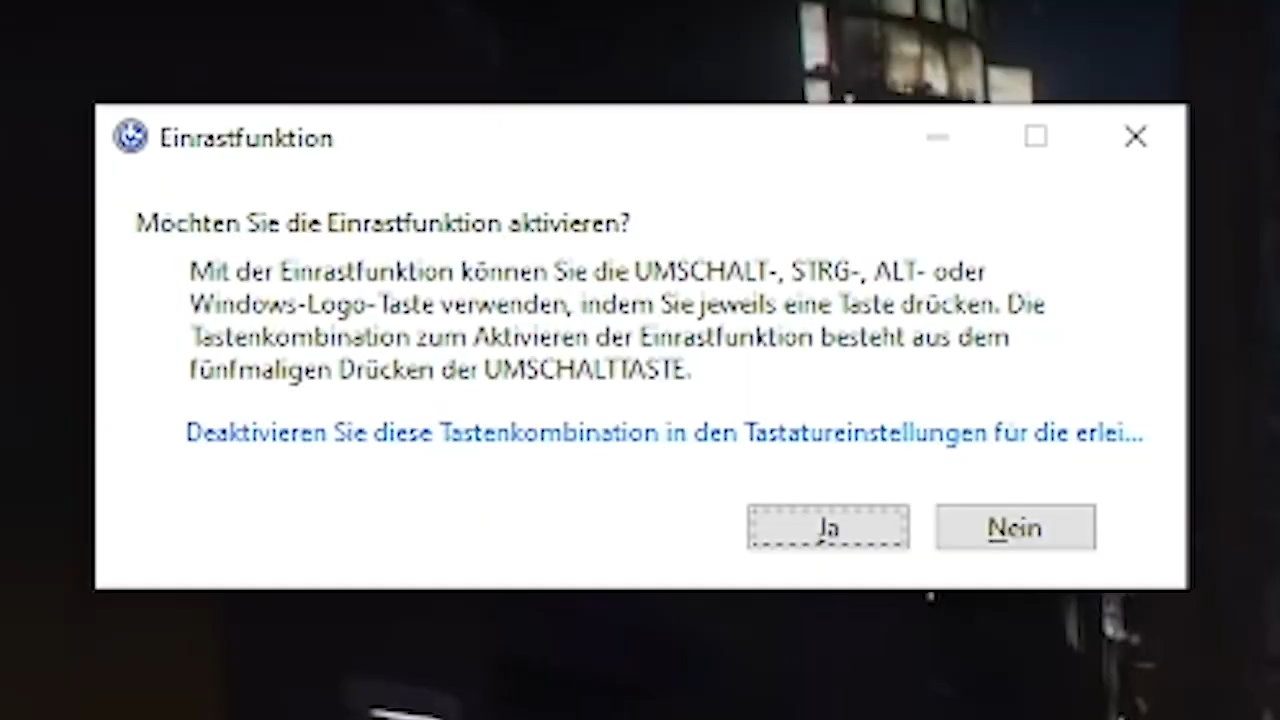 Einrastfunktion
Möchten Sie die Einrastfunktion aktivieren?
Mit der Einrastfunktion können Sie die UMSCHALT-, STRG-, ALT- oder
Windows-Logo-Taste verwenden, indem Sie jeweils eine Taste drücken. Die
Tastenkombination zum Aktivieren der Einrastfunktion besteht aus dem
fünfmaligen Drücken der UMSCHALTTASTE.
Deaktivieren Sie diese Tastenkombination in den Tastatureinstellungen für die erlei...
Ja
Nein